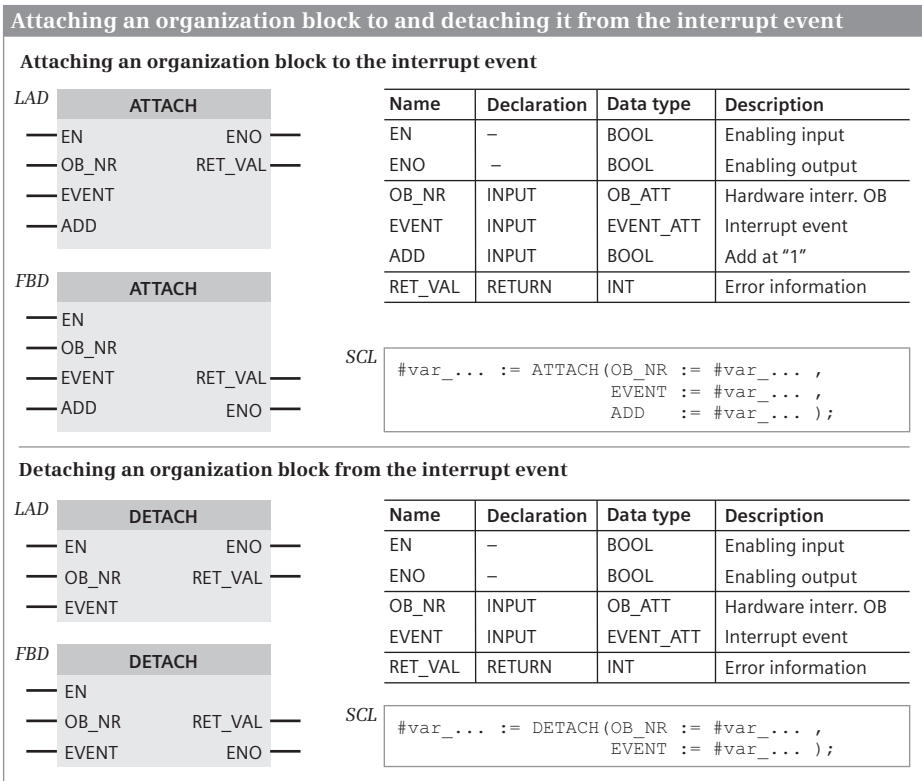 Attaching an organization block to and detaching it from the interrupt event
Attaching an organization block to the interrupt event
LAD
ATTACH
EN ENO
OB_NR RET_VAL
EVENT
ADD
FBD
ATTACH
EN
OB_NR
EVENT RET_VAL
ADD ENO
Name Declaration Data type Description
EN – BOOL Enabling input
ENO – BOOL Enabling output
OB_NR INPUT OB_ATT Hardware interr. OB
EVENT INPUT EVENT_ATT Interrupt event
ADD INPUT BOOL Add at "1"
RET_VAL RETURN INT Error information
SCL
#var_... := ATTACH(OB_NR := #var_... ,
EVENT := #var_... ,
ADD := #var_... );
Detaching an organization block from the interrupt event
LAD
DETACH
EN ENO
OB_NR RET_VAL
EVENT
FBD
DETACH
EN
OB_NR RET_VAL
EVENT ENO
Name Declaration Data type Description
EN – BOOL Enabling input
ENO – BOOL Enabling output
OB_NR INPUT OB_ATT Hardware interr. OB
EVENT INPUT EVENT_ATT Interrupt event
RET_VAL RETURN INT Error information
SCL
#var_... := DETACH(OB_NR := #var_... ,
EVENT := #var_... );